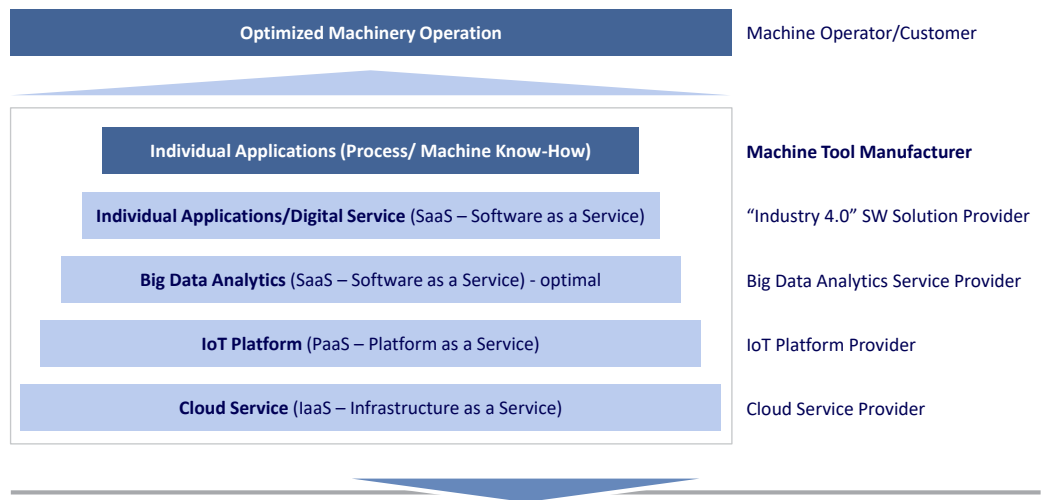 Optimized Machinery Operation
Machine Operator/Customer
Individual Applications (Process/ Machine Know-How)
Machine Tool Manufacturer
Individual Applications/Digital Service (SaaS – Software as a Service)
“Industry 4.0” SW Solution Provider
Big Data Analytics (SaaS – Software as a Service) - optimal
Big Data Analytics Service Provider
IoT Platform (PaaS – Platform as a Service)
IoT Platform Provider
Cloud Service (IaaS – Infrastructure as a Service)
Cloud Service Provider